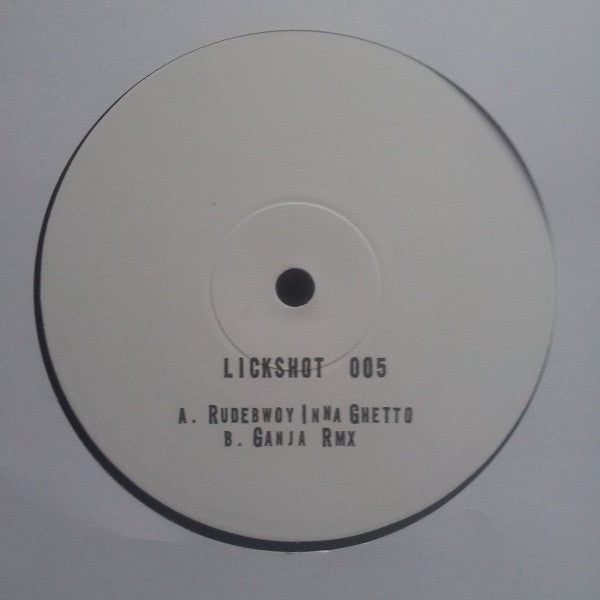 LICKSHOT 005
A. RUDEBWOY INNA GHETTO
B. GANJA RMX